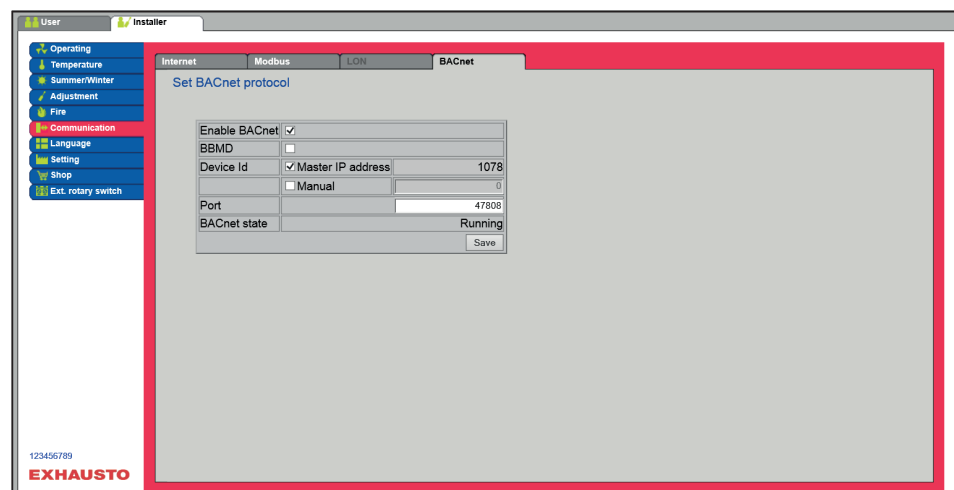 User Installer
Operating
Temperature
Summer/Winter
Adjustment
Fire
Communication
Language
Setting
Shop
Ext. rotary switch
Internet Modbus LON BACnet
Set BACnet protocol
Enable BACnet
BBMD
Device Id Master IP address 1078
Manual 0
Port 47808
BACnet state Running
Save
123456789
EXHAUSTO